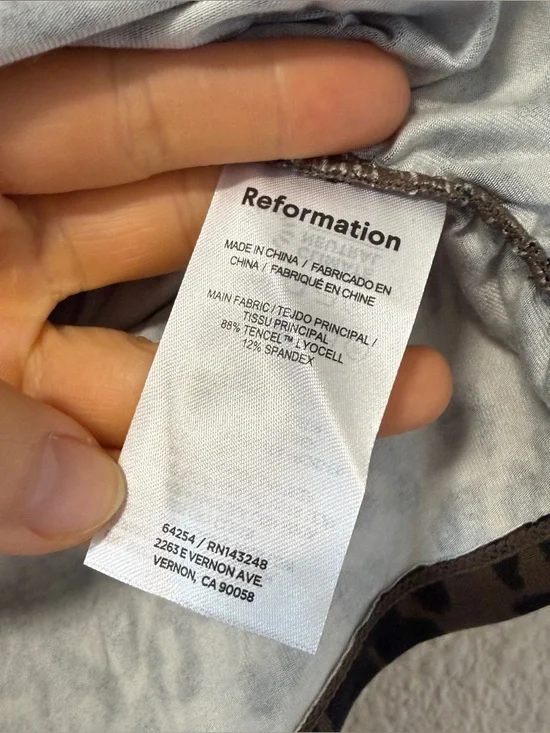 Reformation
MADE IN CHINA / FABRICADO EN
CHINA / FABRIQUÉ EN CHINE
MAIN FABRIC / TEJIDO PRINCIPAL /
TISSU PRINCIPAL
88% TENCEL™ LYOCELL
12% SPANDEX
64254 / RN143248
2263 E VERNON AVE.
VERNON, CA 90058